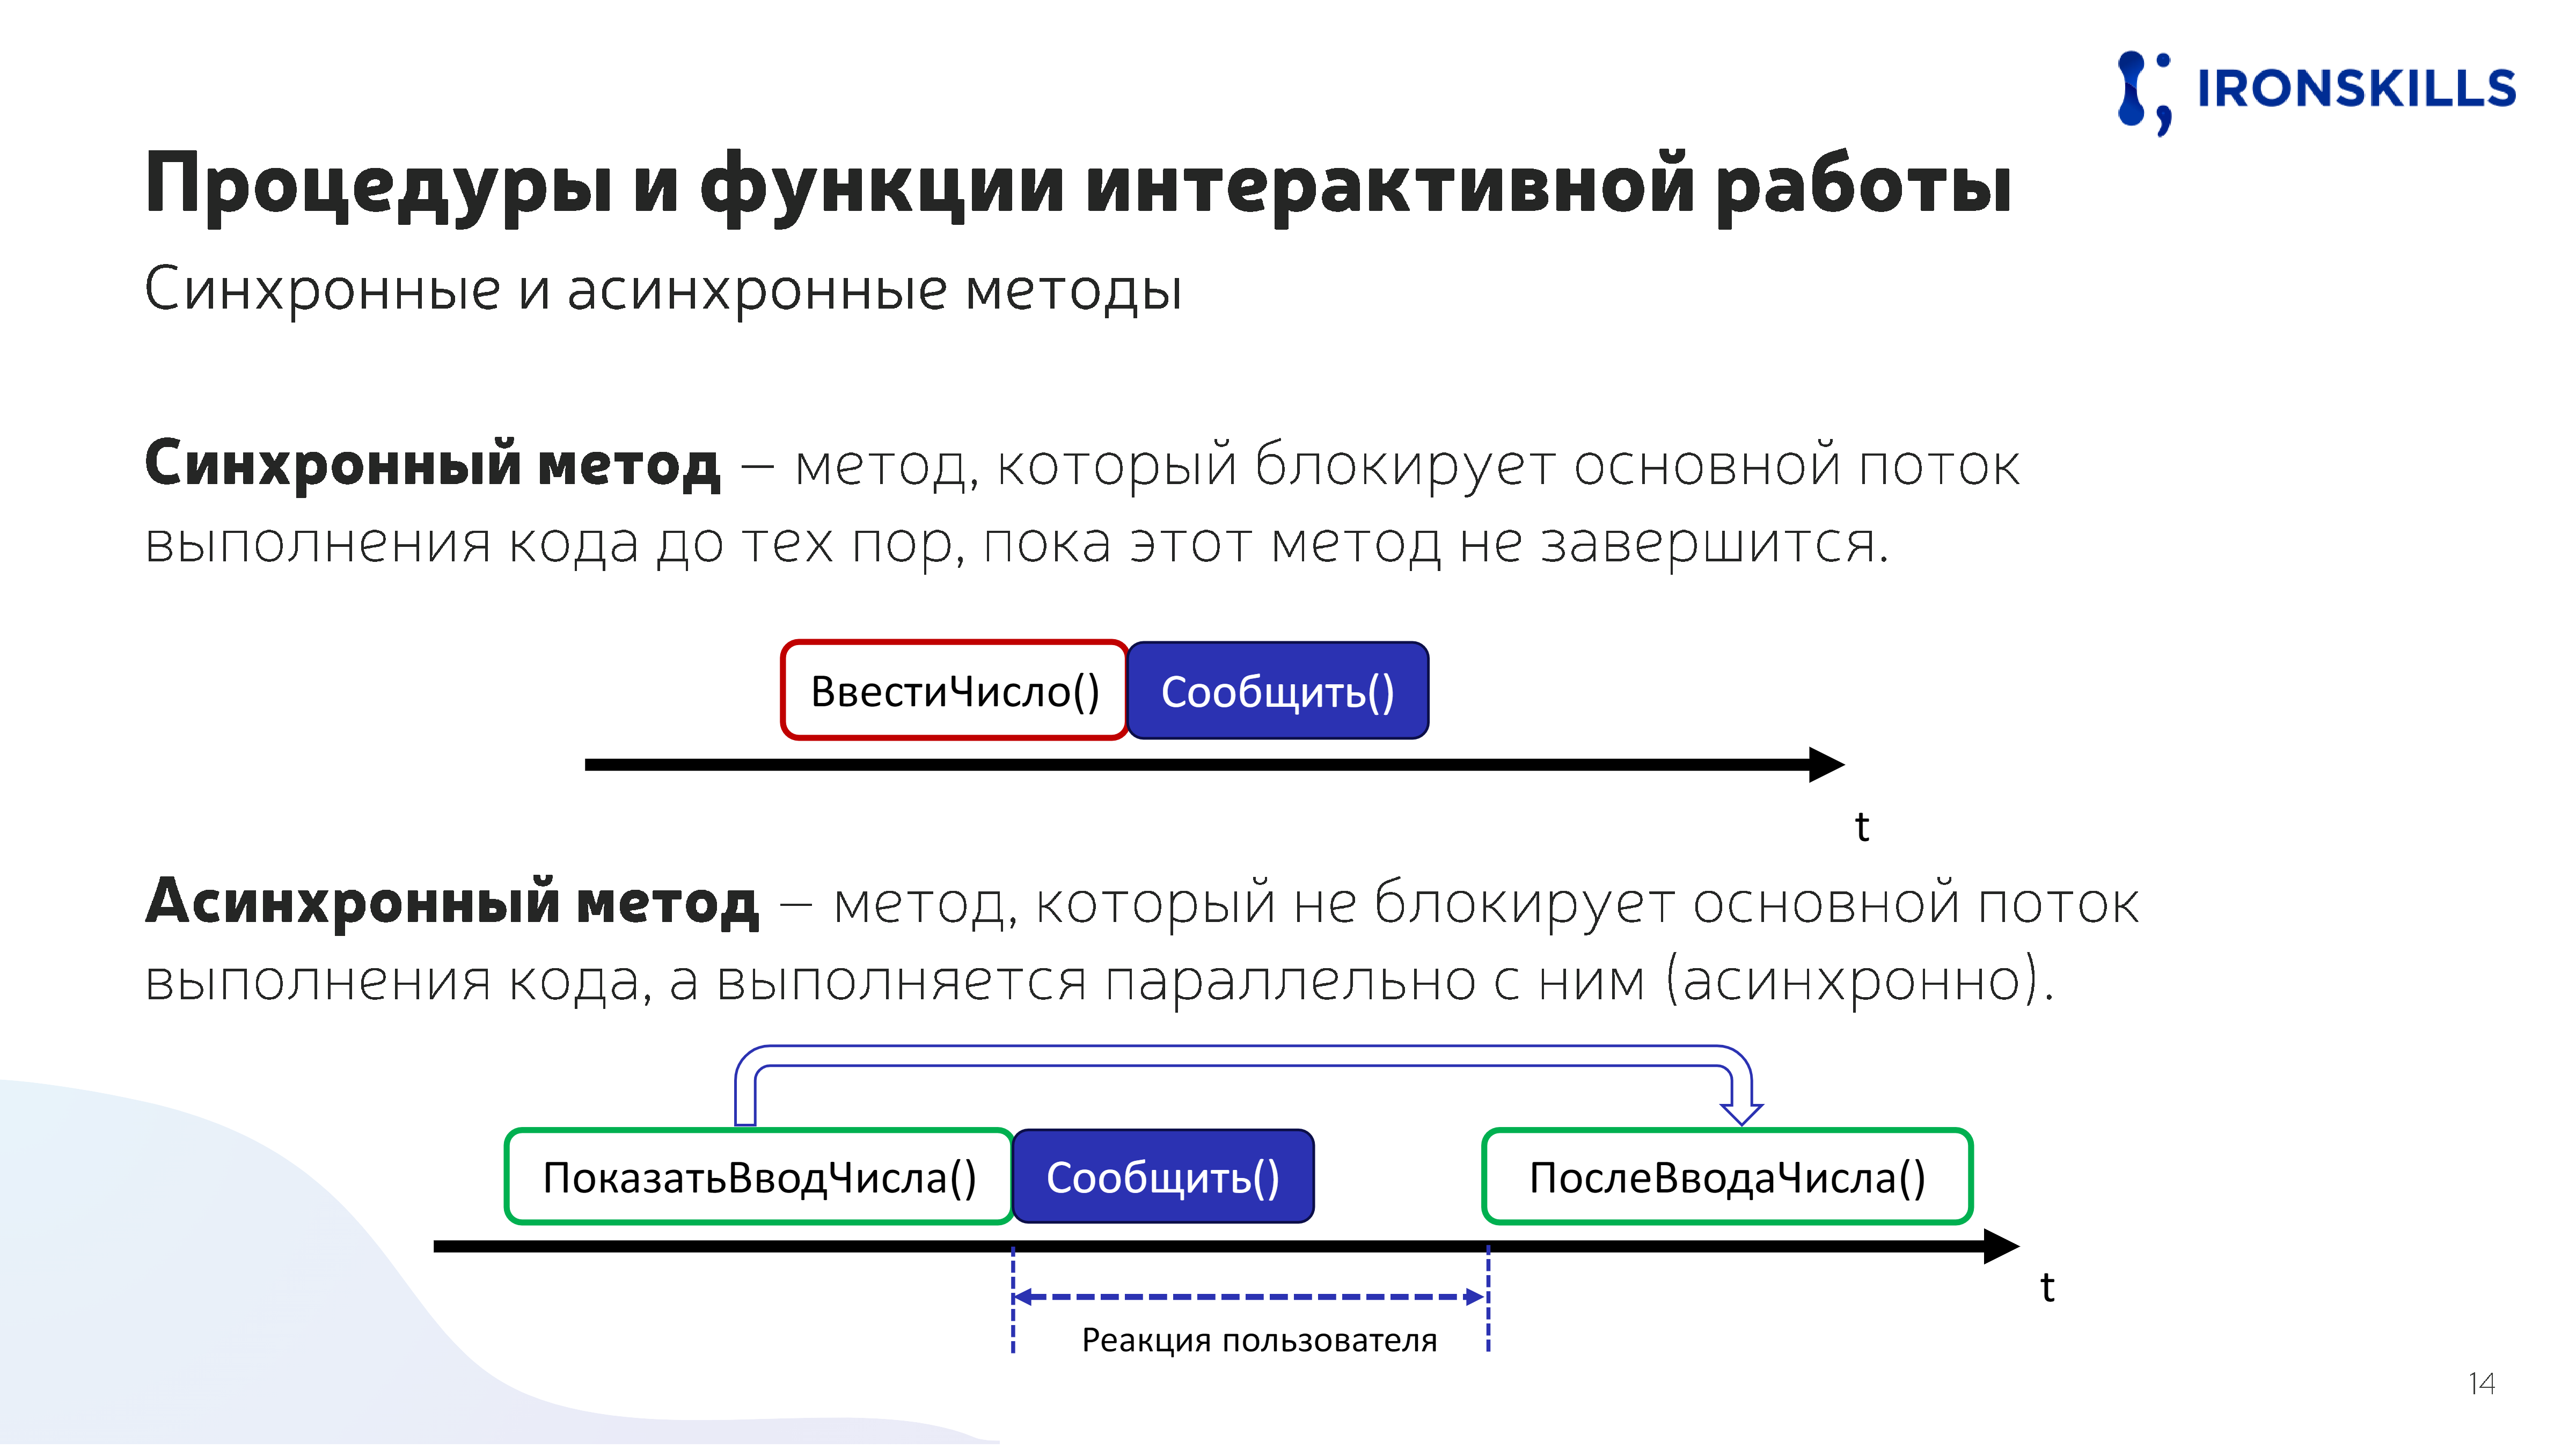 IRONSKILLS
Процедуры и функции интерактивной работы
Синхронные и асинхронные методы
Синхронный метод – метод, который блокирует основной поток
выполнения кода до тех пор, пока этот метод не завершится.
ВвестиЧисло() Сообщить()
t
Асинхронный метод – метод, который не блокирует основной поток
выполнения кода, а выполняется параллельно с ним (асинхронно).
ПоказатьВводЧисла() Сообщить() ПослеВводаЧисла()
t
Реакция пользователя
14